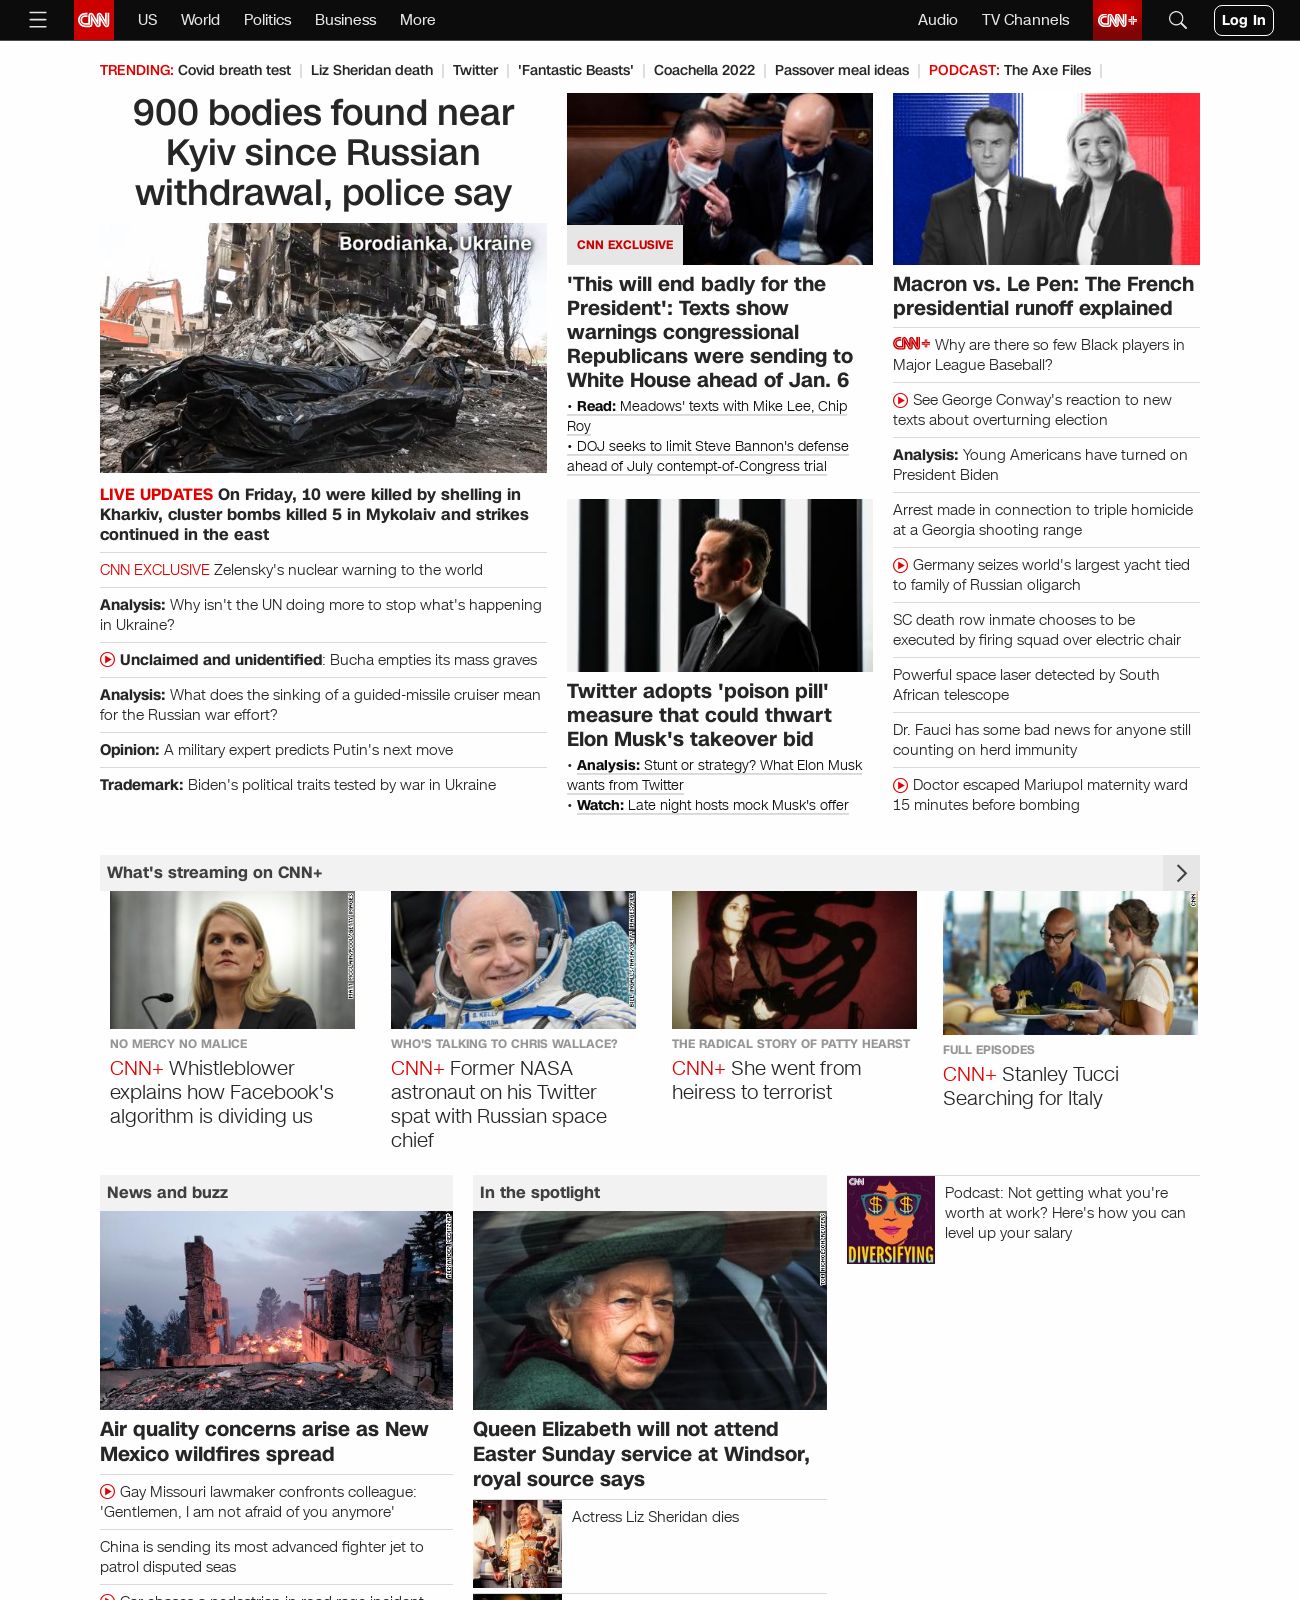 CNN US World Politics Business More Audio TV Channels CNN+ Log In
TRENDING: Covid breath test Liz Sheridan death Twitter 'Fantastic Beasts' Coachella 2022 Passover meal ideas PODCAST: The Axe Files
900 bodies found near
Kyiv since Russian
withdrawal, police say
Borodianka, Ukraine
LIVE UPDATES On Friday, 10 were killed by shelling in
Kharkiv, cluster bombs killed 5 in Mykolaiv and strikes
continued in the east
CNN EXCLUSIVE Zelensky's nuclear warning to the world
Analysis: Why isn't the UN doing more to stop what's happening
in Ukraine?
Unclaimed and unidentified: Bucha empties its mass graves
Analysis: What does the sinking of a guided-missile cruiser mean
for the Russian war effort?
Opinion: A military expert predicts Putin's next move
Trademark: Biden's political traits tested by war in Ukraine
CNN EXCLUSIVE
'This will end badly for the
President': Texts show
warnings congressional
Republicans were sending to
White House ahead of Jan. 6
• Read: Meadows' texts with Mike Lee, Chip
Roy
• DOJ seeks to limit Steve Bannon's defense
ahead of July contempt-of-Congress trial
Twitter adopts 'poison pill'
measure that could thwart
Elon Musk's takeover bid
• Analysis: Stunt or strategy? What Elon Musk
wants from Twitter
• Watch: Late night hosts mock Musk's offer
Macron vs. Le Pen: The French
presidential runoff explained
CNN+ Why are there so few Black players in
Major League Baseball?
See George Conway's reaction to new
texts about overturning election
Analysis: Young Americans have turned on
President Biden
Arrest made in connection to triple homicide
at a Georgia shooting range
Germany seizes world's largest yacht tied
to family of Russian oligarch
SC death row inmate chooses to be
executed by firing squad over electric chair
Powerful space laser detected by South
African telescope
Dr. Fauci has some bad news for anyone still
counting on herd immunity
Doctor escaped Mariupol maternity ward
15 minutes before bombing
What's streaming on CNN+
NO MERCY NO MALICE
CNN+ Whistleblower
explains how Facebook's
algorithm is dividing us
S. KELLY
WHO'S TALKING TO CHRIS WALLACE?
CNN+ Former NASA
astronaut on his Twitter
spat with Russian space
chief
THE RADICAL STORY OF PATTY HEARST
CNN+ She went from
heiress to terrorist
CNN
FULL EPISODES
CNN+ Stanley Tucci
Searching for Italy
News and buzz
Air quality concerns arise as New
Mexico wildfires spread
Gay Missouri lawmaker confronts colleague:
'Gentlemen, I am not afraid of you anymore'
China is sending its most advanced fighter jet to
patrol disputed seas
Car chases a pedestrian in road rage incident
In the spotlight
Queen Elizabeth will not attend
Easter Sunday service at Windsor,
royal source says
Actress Liz Sheridan dies
CNN
DIVERSIFYING
Podcast: Not getting what you're
worth at work? Here's how you can
level up your salary